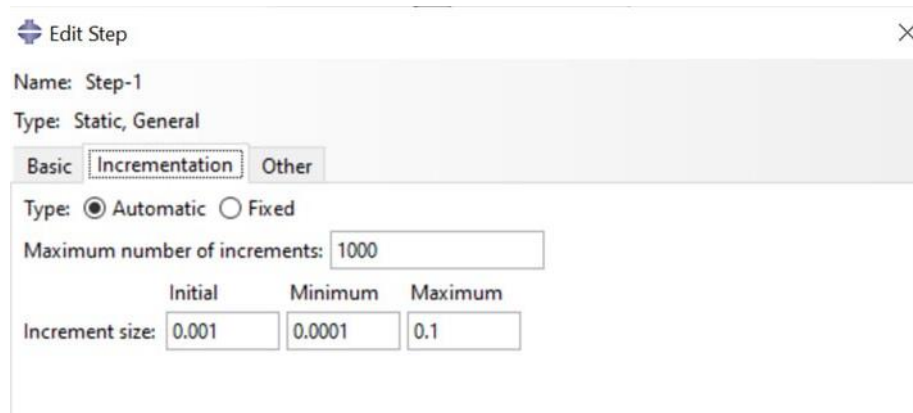 Edit Step
Name: Step-1
Type: Static, General
Basic Incrementation Other
Type: Automatic Fixed
Maximum number of increments: 1000
Initial Minimum Maximum
Increment size: 0.001 0.0001 0.1